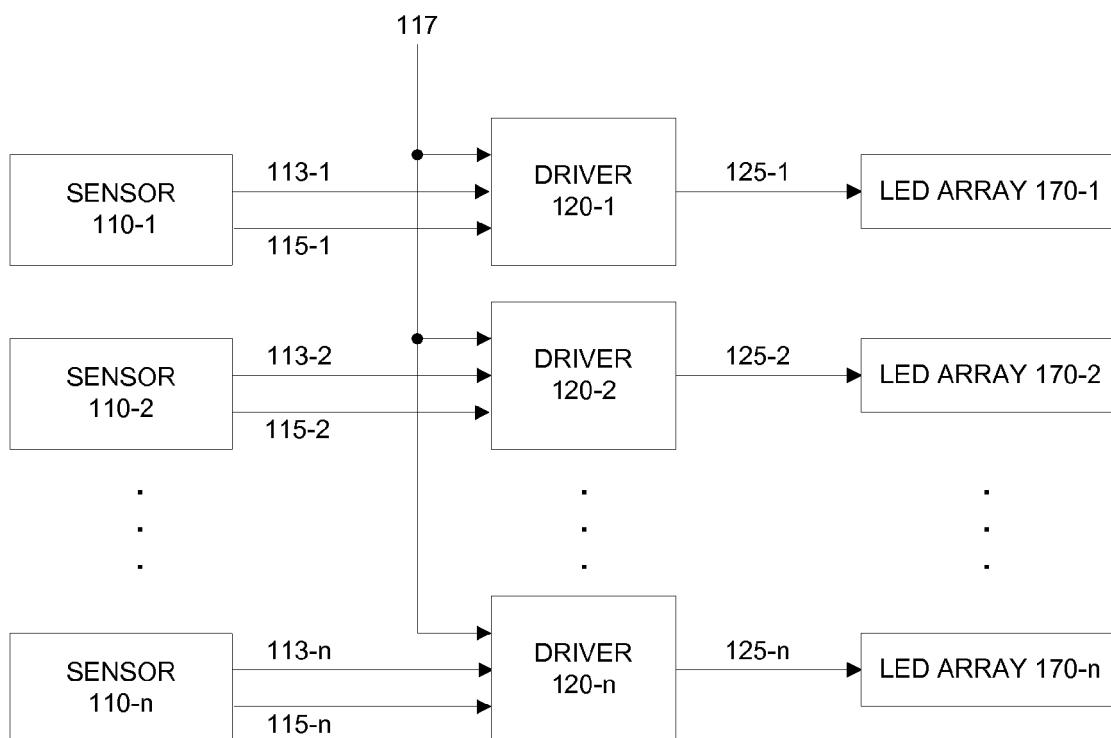 117
113-1
SENSOR
110-1
115-1
DRIVER
120-1
125-1
LED ARRAY 170-1
113-2
SENSOR
110-2
115-2
DRIVER
120-2
125-2
LED ARRAY 170-2
113-n
SENSOR
110-n
115-n
DRIVER
120-n
125-n
LED ARRAY 170-n